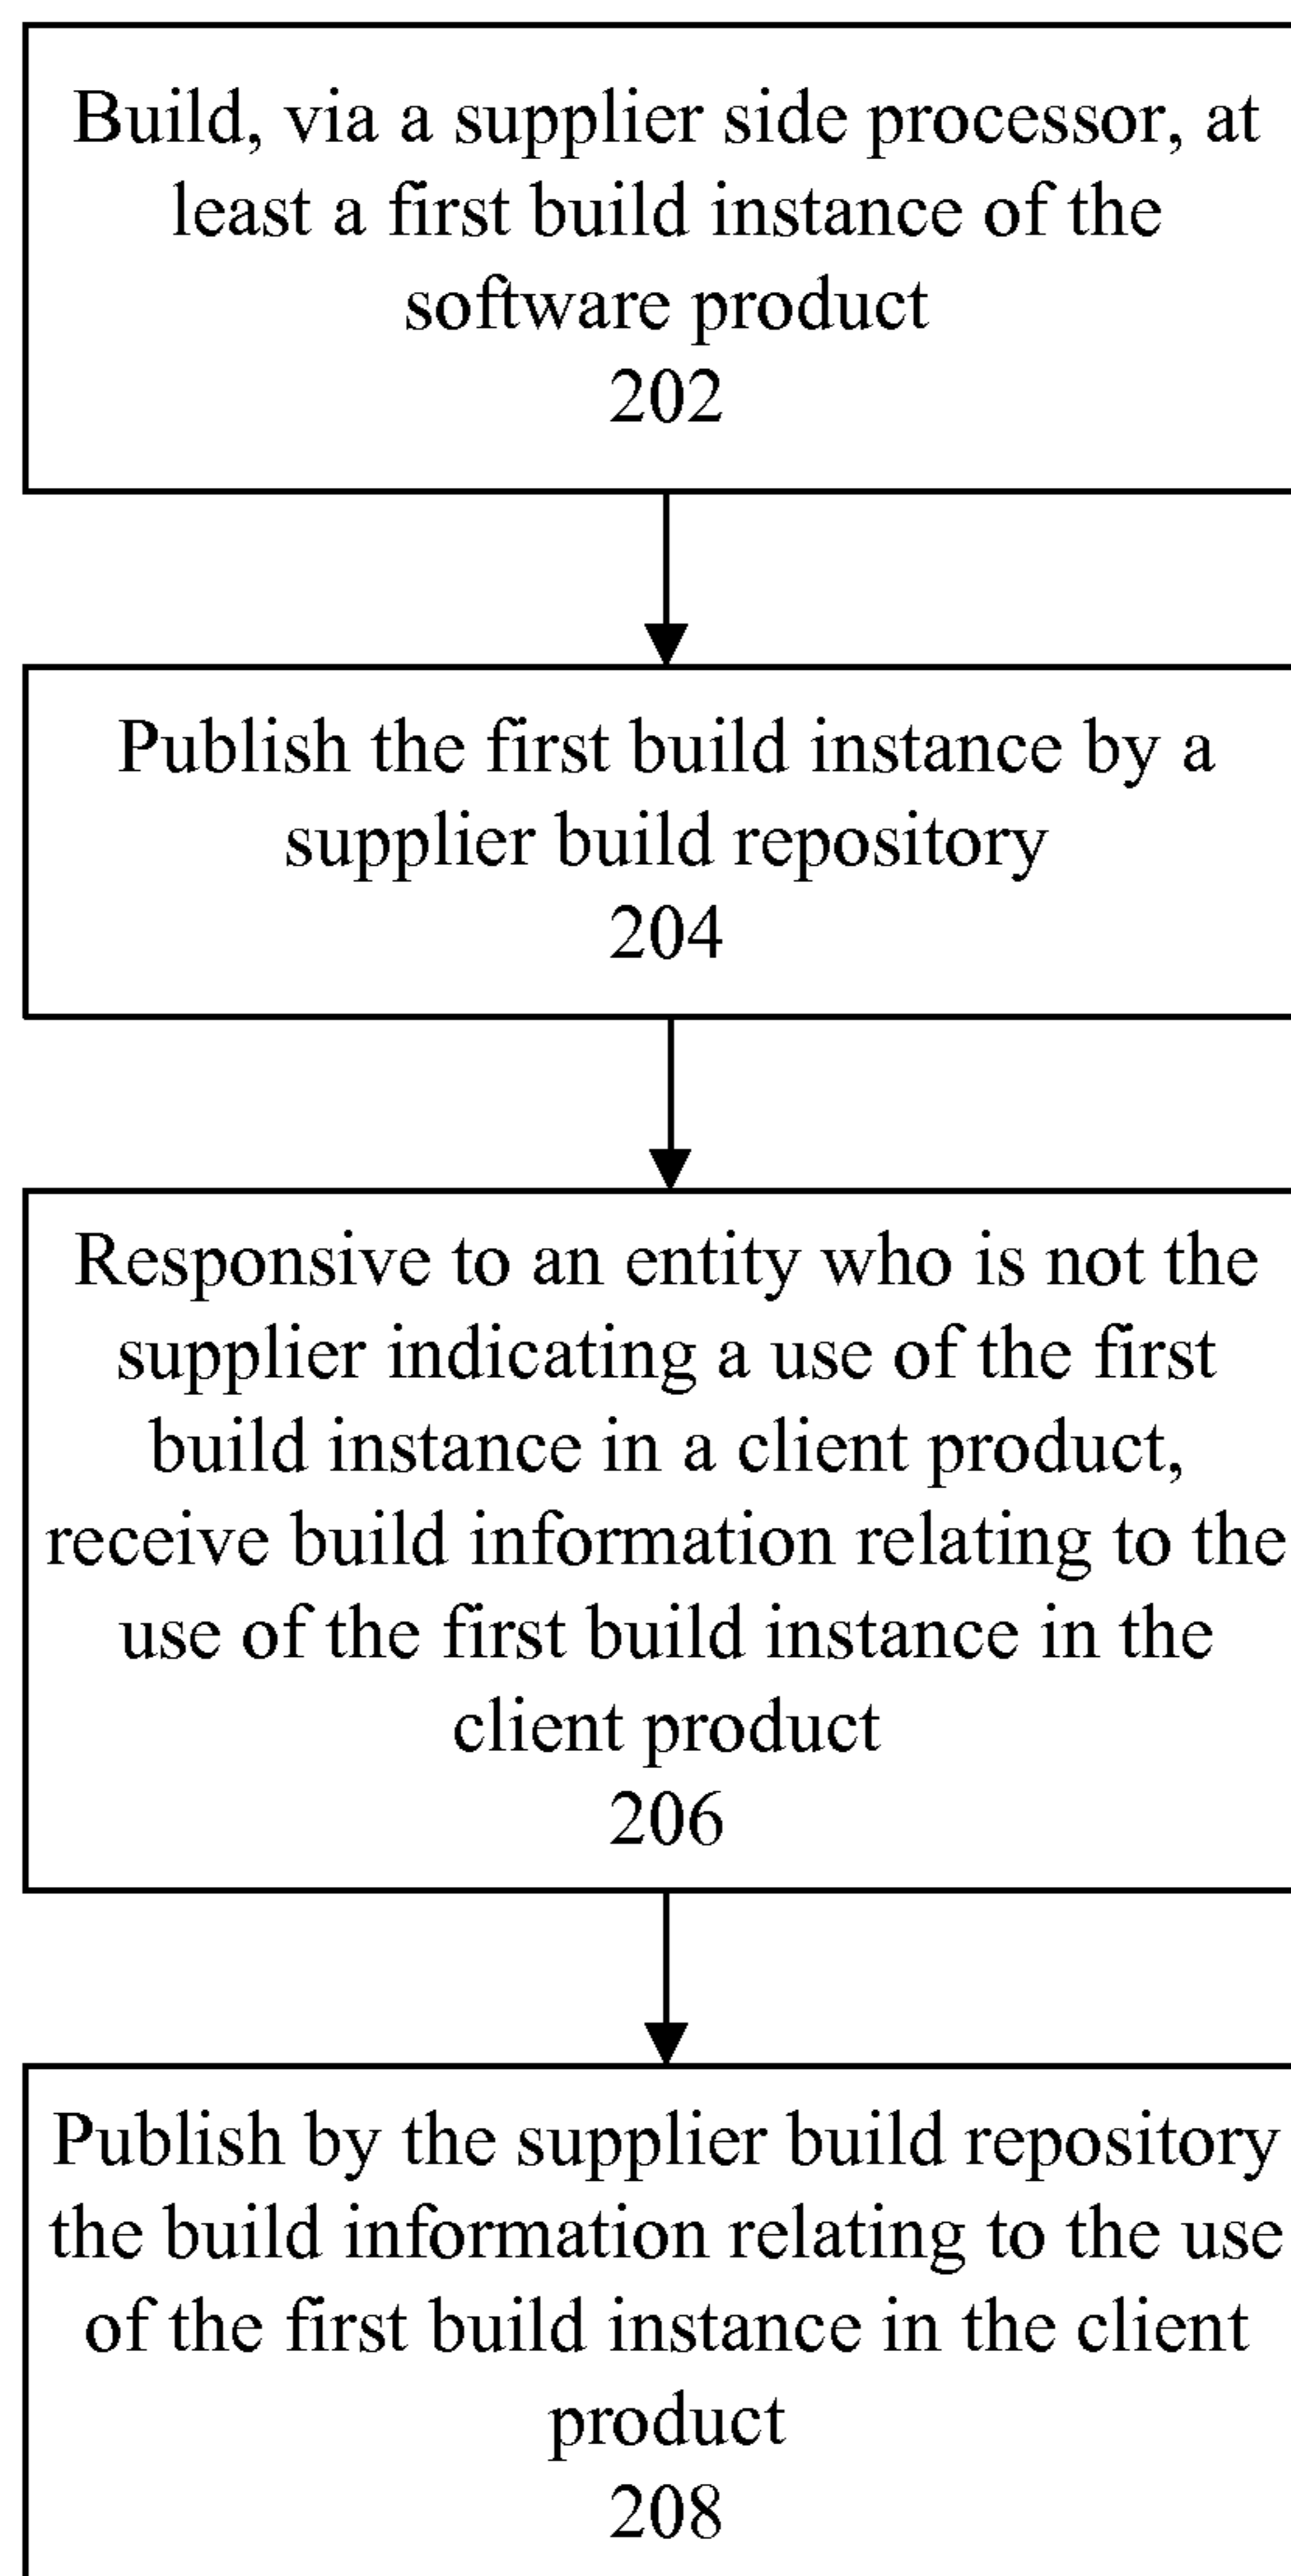 Build, via a supplier side processor, at
least a first build instance of the
software product
202
Publish the first build instance by a
supplier build repository
204
Responsive to an entity who is not the
supplier indicating a use of the first
build instance in a client product,
receive build information relating to the
use of the first build instance in the
client product
206
Publish by the supplier build repository
the build information relating to the use
of the first build instance in the client
product
208